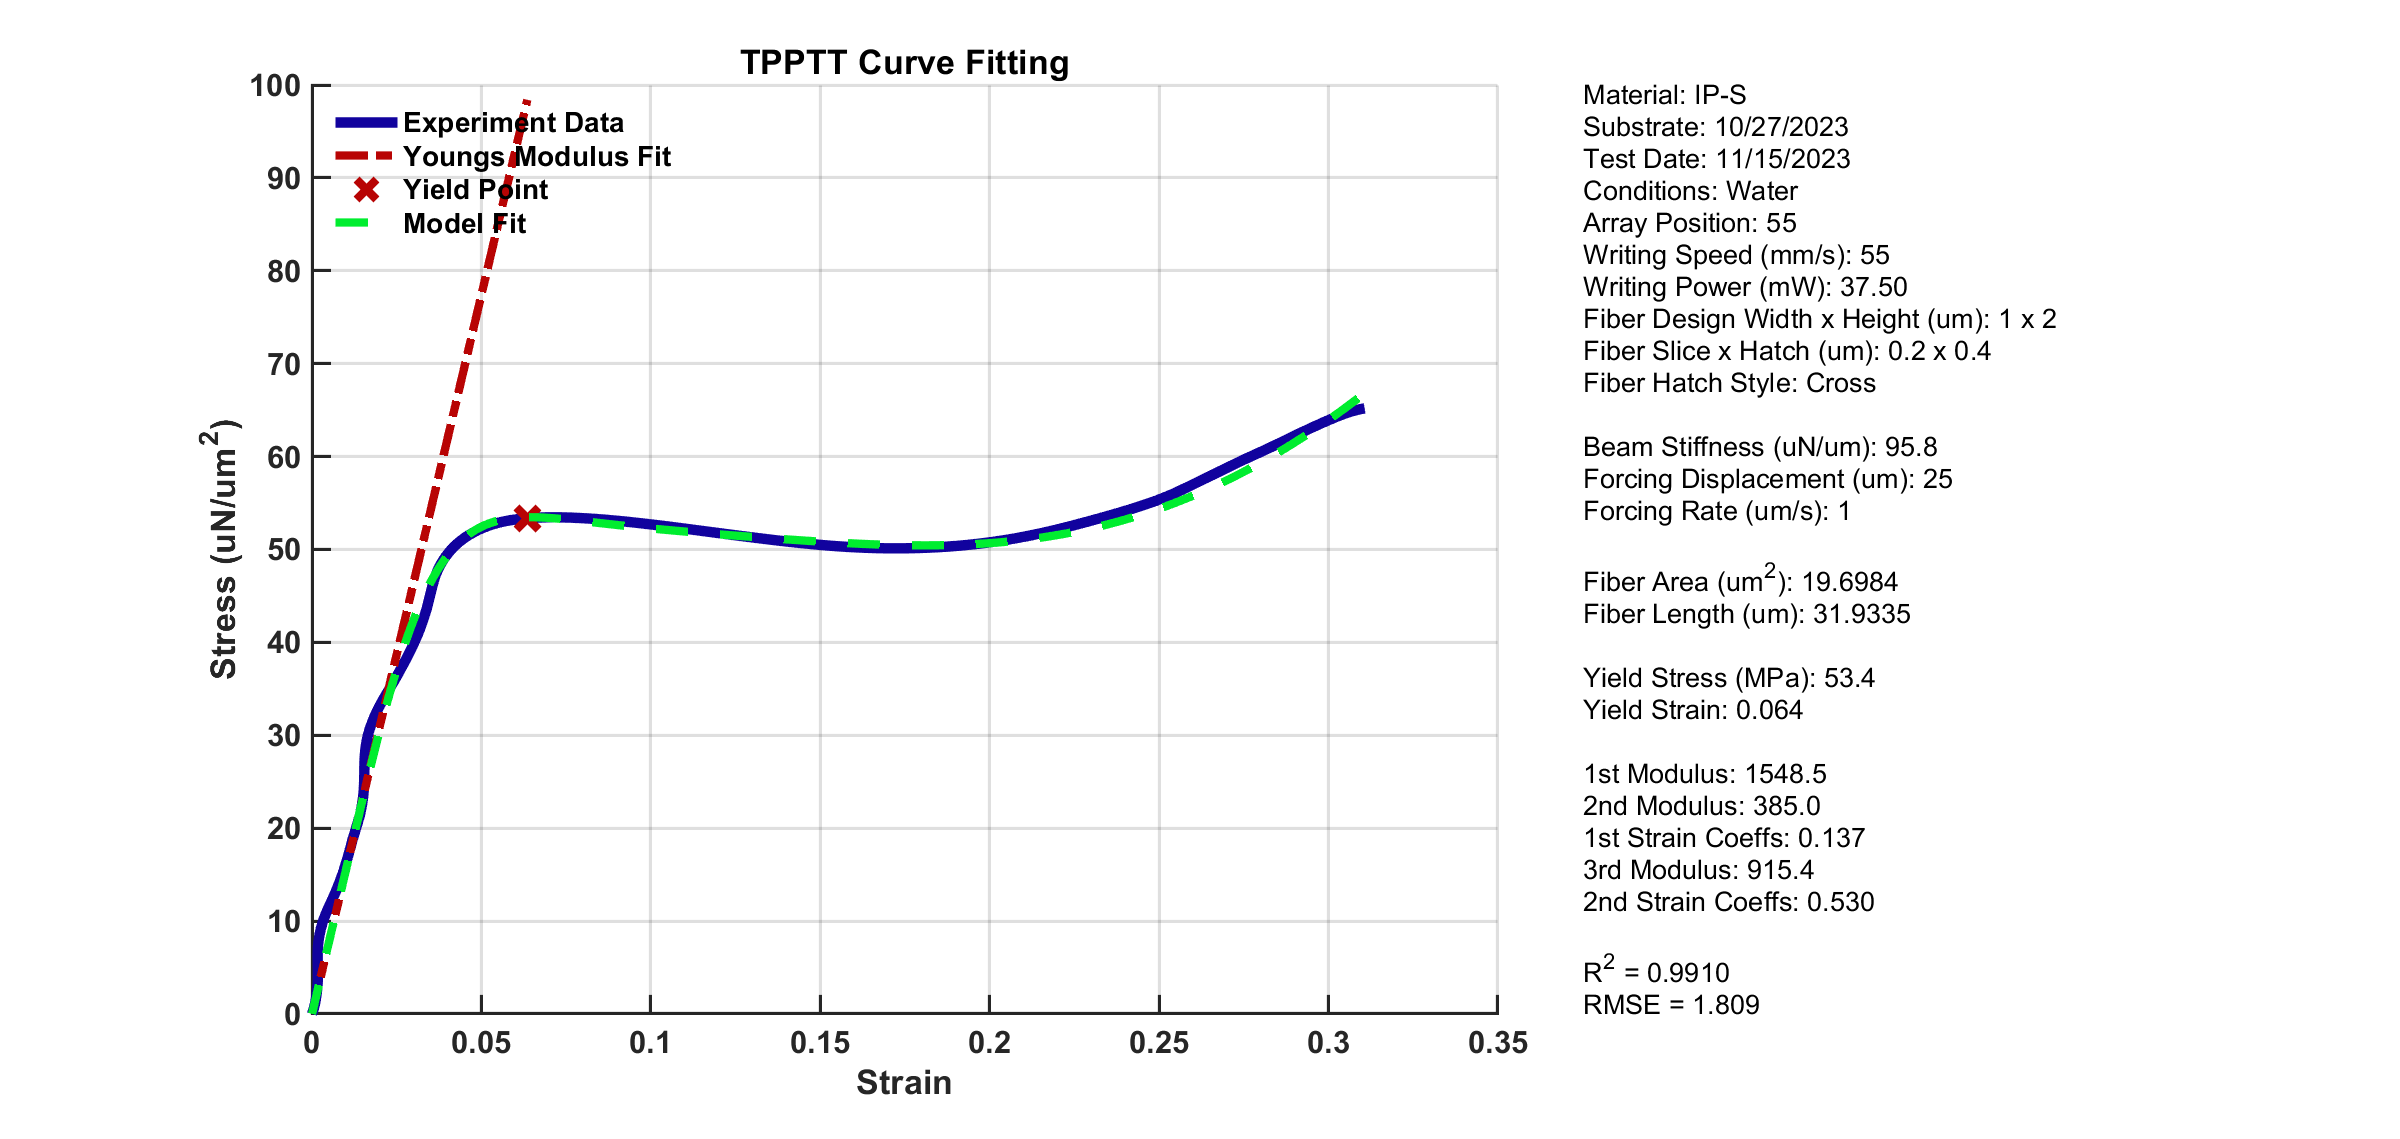 TPPTT Curve Fitting
100
90
80
70
60
50
40
30
20
10
0
Stress (uN/um²)
Experiment Data
Youngs Modulus Fit
Yield Point
Model Fit
0 0.05 0.1 0.15 0.2 0.25 0.3 0.35
Strain
Material: IP-S
Substrate: 10/27/2023
Test Date: 11/15/2023
Conditions: Water
Array Position: 55
Writing Speed (mm/s): 55
Writing Power (mW): 37.50
Fiber Design Width x Height (um): 1 x 2
Fiber Slice x Hatch (um): 0.2 x 0.4
Fiber Hatch Style: Cross
Beam Stiffness (uN/um): 95.8
Forcing Displacement (um): 25
Forcing Rate (um/s): 1
Fiber Area (um²): 19.6984
Fiber Length (um): 31.9335
Yield Stress (MPa): 53.4
Yield Strain: 0.064
1st Modulus: 1548.5
2nd Modulus: 385.0
1st Strain Coeffs: 0.137
3rd Modulus: 915.4
2nd Strain Coeffs: 0.530
R² = 0.9910
RMSE = 1.809